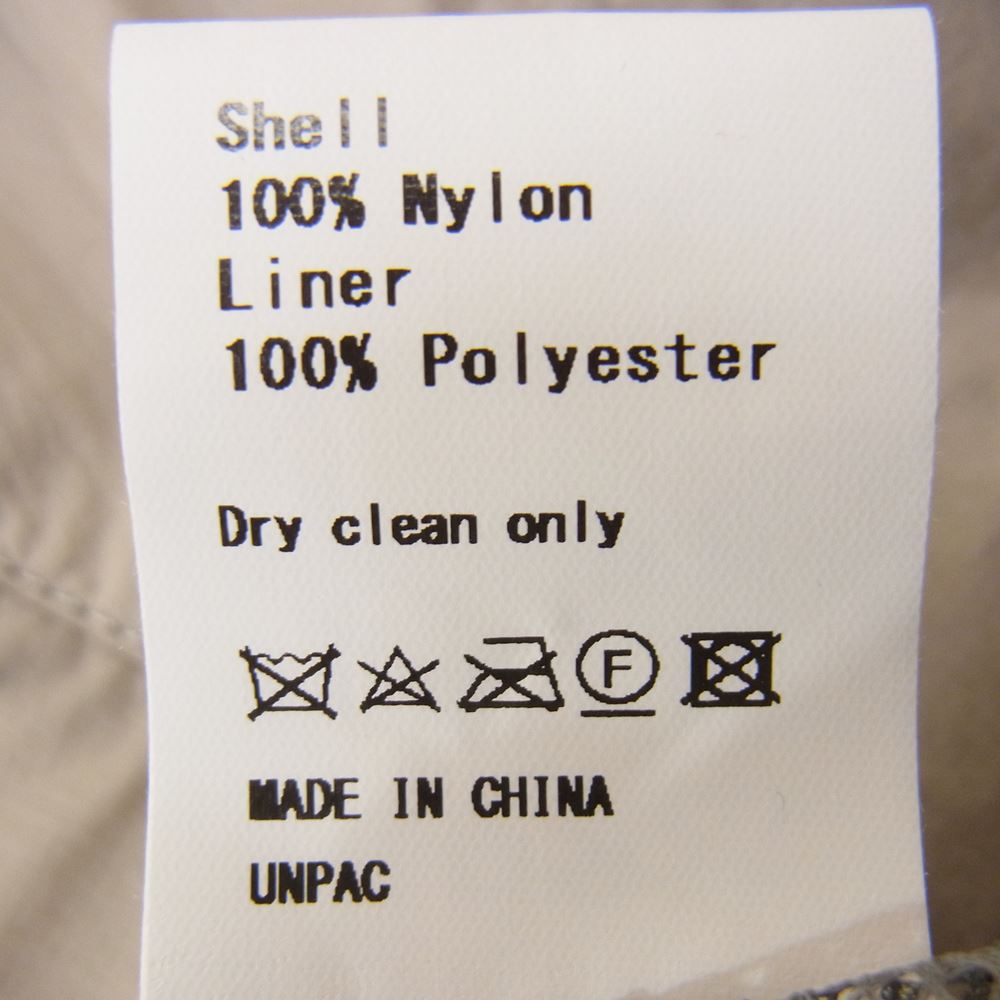 Shell
100% Nylon
Liner
100% Polyester
Dry clean only
F
MADE IN CHINA
UNPAC